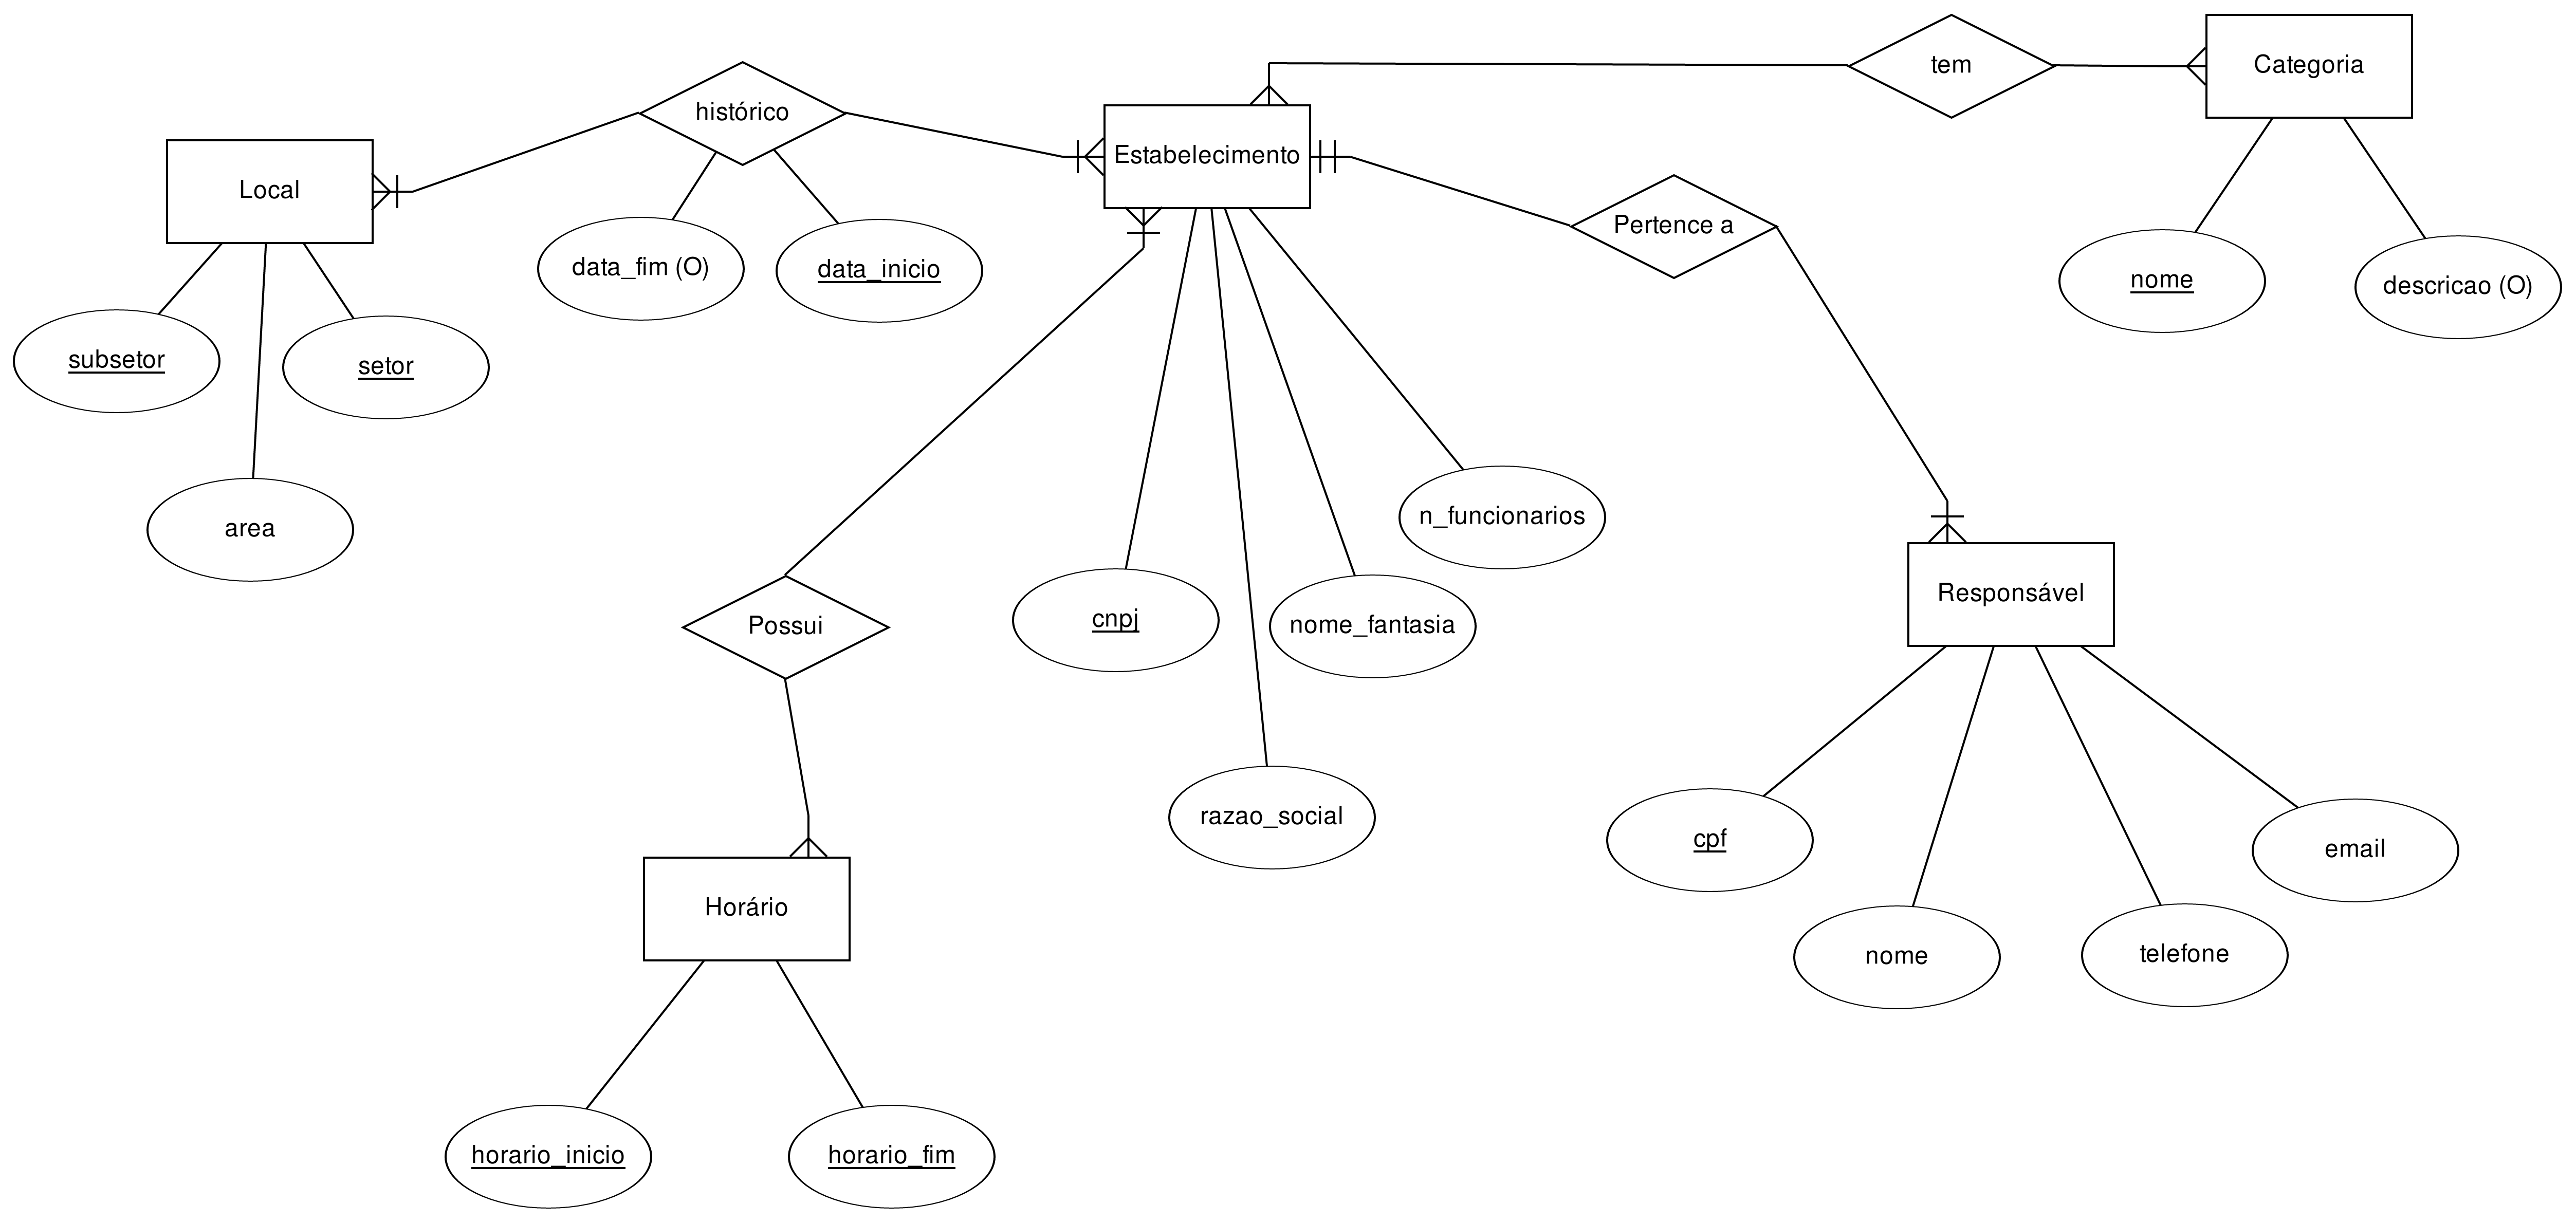 tem
Categoria
histórico
Estabelecimento
Local
Pertence a
data_fim (O)
data_inicio
nome
descricao (O)
subsetor
setor
area
n_funcionarios
cnpj
nome_fantasia
Possui
Responsável
razao_social
cpf
email
Horário
nome
telefone
horario_inicio
horario_fim